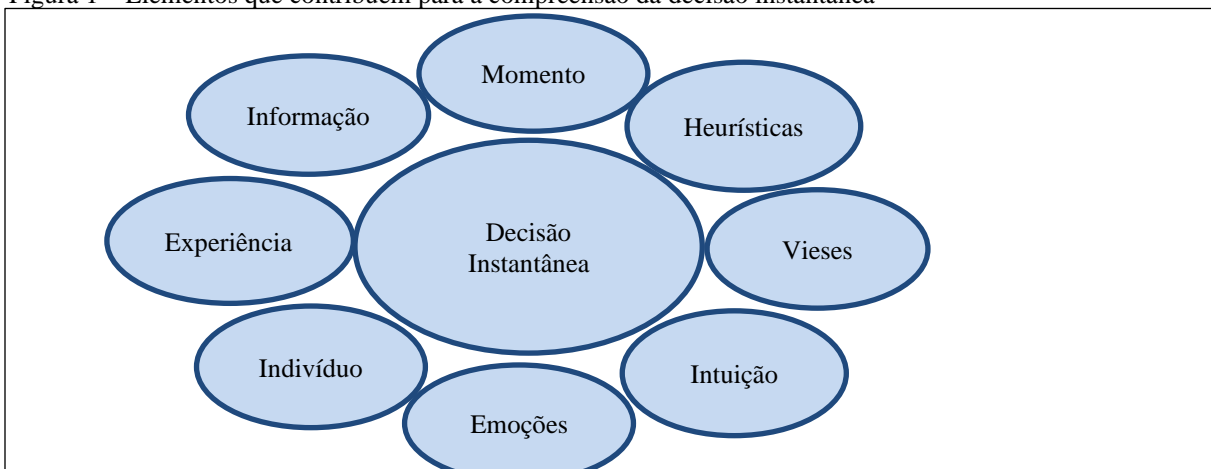 Figura 1 – Elementos que contribuem para a compreensão da decisão instantânea
Momento
Informação
Heurísticas
Experiência
Decisão
Instantânea
Vieses
Indivíduo
Intuição
Emoções